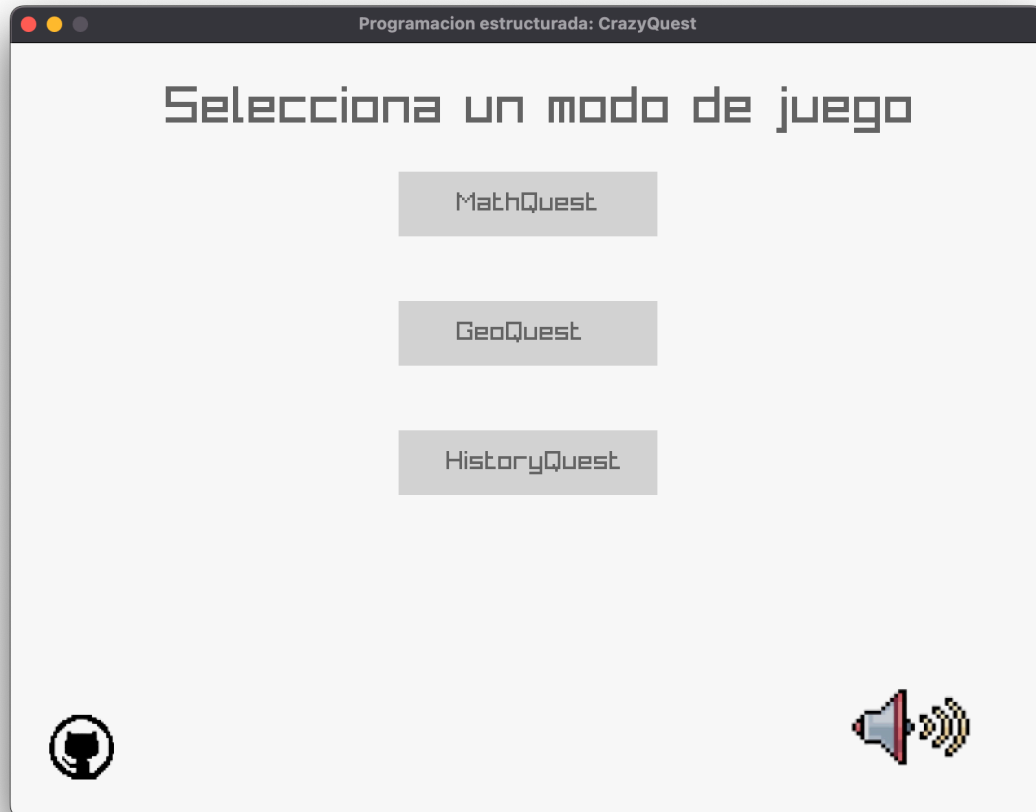 Programacion estructurada: CrazyQuest
Selecciona un modo de juego
MathQuest
GeoQuest
HistoryQuest